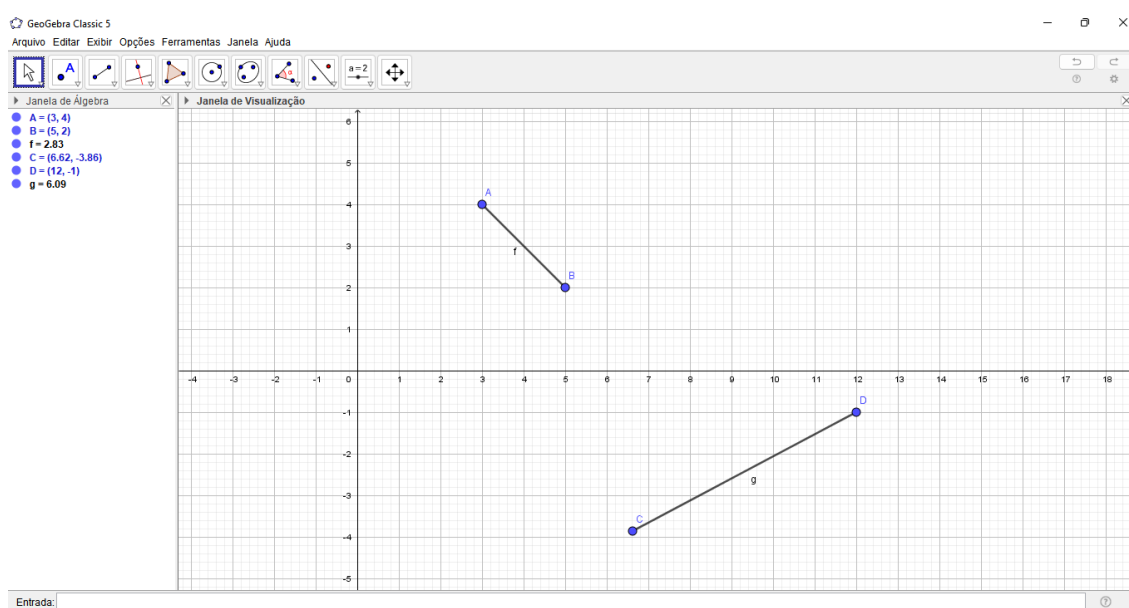 GeoGebra Classic 5
Arquivo Editar Exibir Opções Ferramentas Janela Ajuda
A
α
a=2
Janela de Álgebra
Janela de Visualização
A = (3, 4)
B = (5, 2)
f = 2.83
C = (6.62, -3.86)
D = (12, -1)
g = 6.09
6
5
A
4
3
f
B
2
1
-4 -3 -2 -1 0 1 2 3 4 5 6 7 8 9 10 11 12 13 14 15 16 17 18
D
-1
-2
g
-3
C
-4
-5
Entrada: